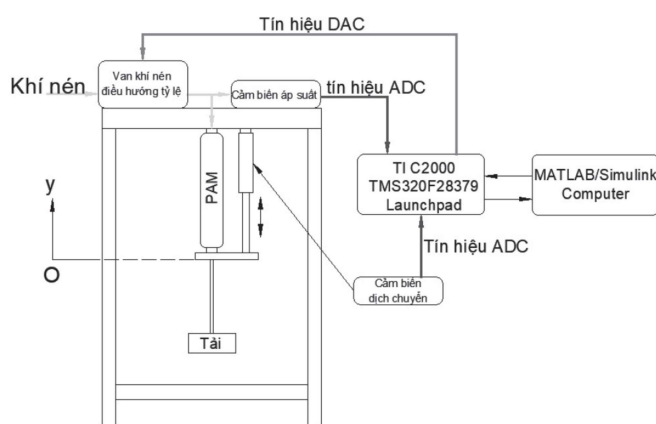 Tín hiệu DAC
Khí nén
Van khí nén
điều hướng tỷ lệ
Cảm biến áp suất
tín hiệu ADC
TI C2000
TMS320F28379
Launchpad
MATLAB/Simulink
Computer
PAM
y
O
Tín hiệu ADC
Cảm biến
dịch chuyển
Tải